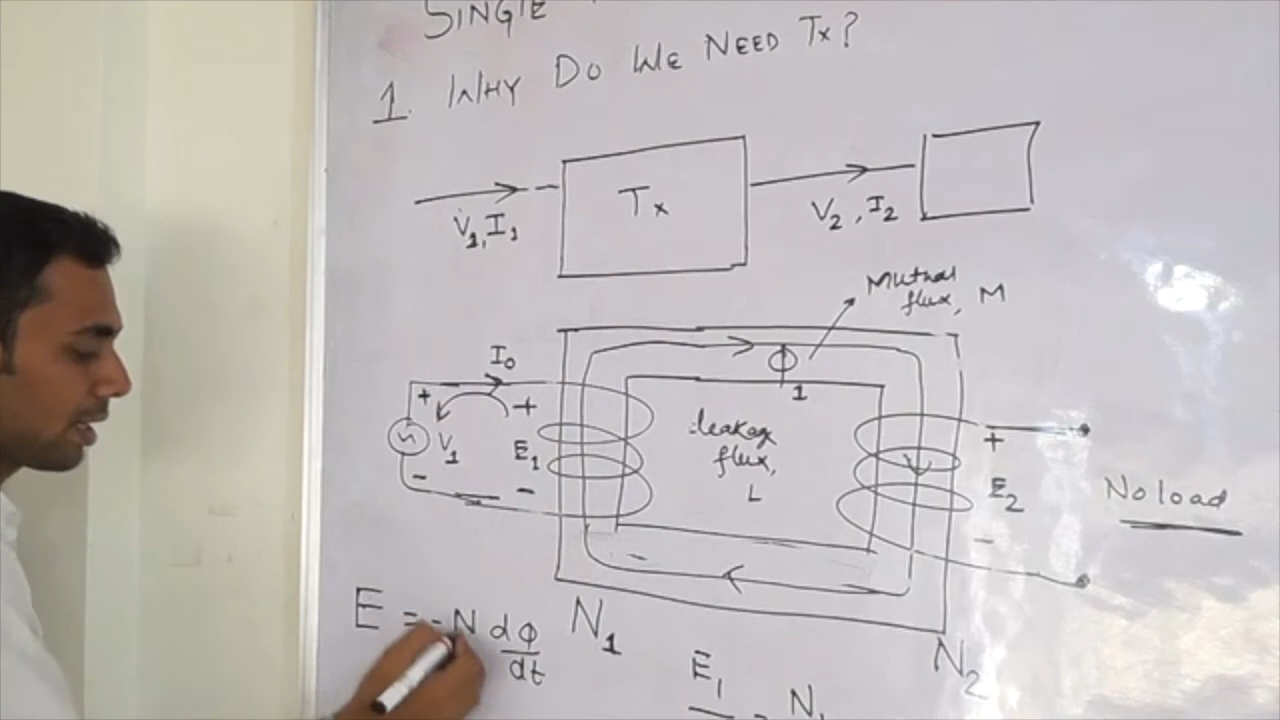 SINGLE
1. WHY DO WE NEED Tx?
Tx
V1, I1
V2, I2
Mutual
flux, M
I0
Φ1
+
+
V1
E1
-
-
leakage
flux,
L
+
E2
-
No load
E = -N dΦ/dt
N1
N2
E1
= N1